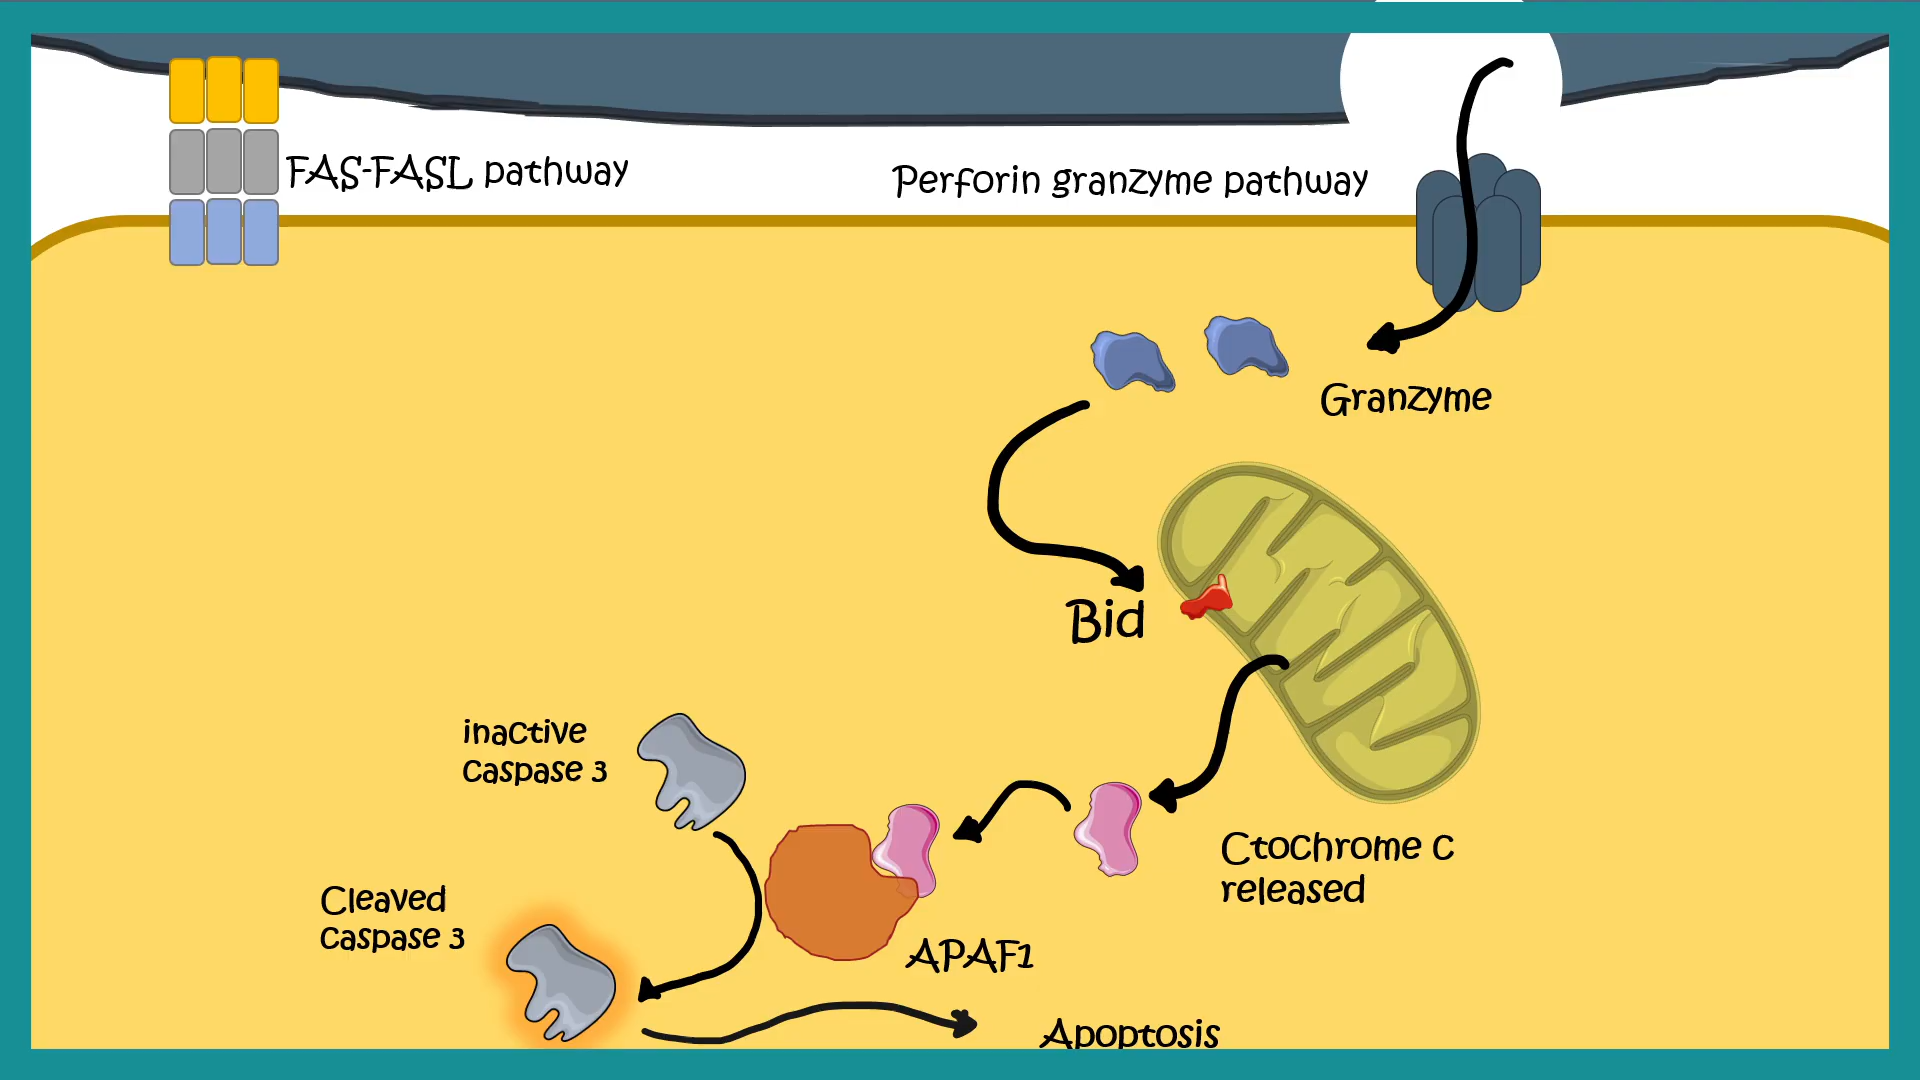 FAS-FASL pathway
Perforin granzyme pathway
Granzyme
Bid
inactive
caspase 3
Ctochrome c
released
Cleaved
caspase 3
APAF1
Apoptosis